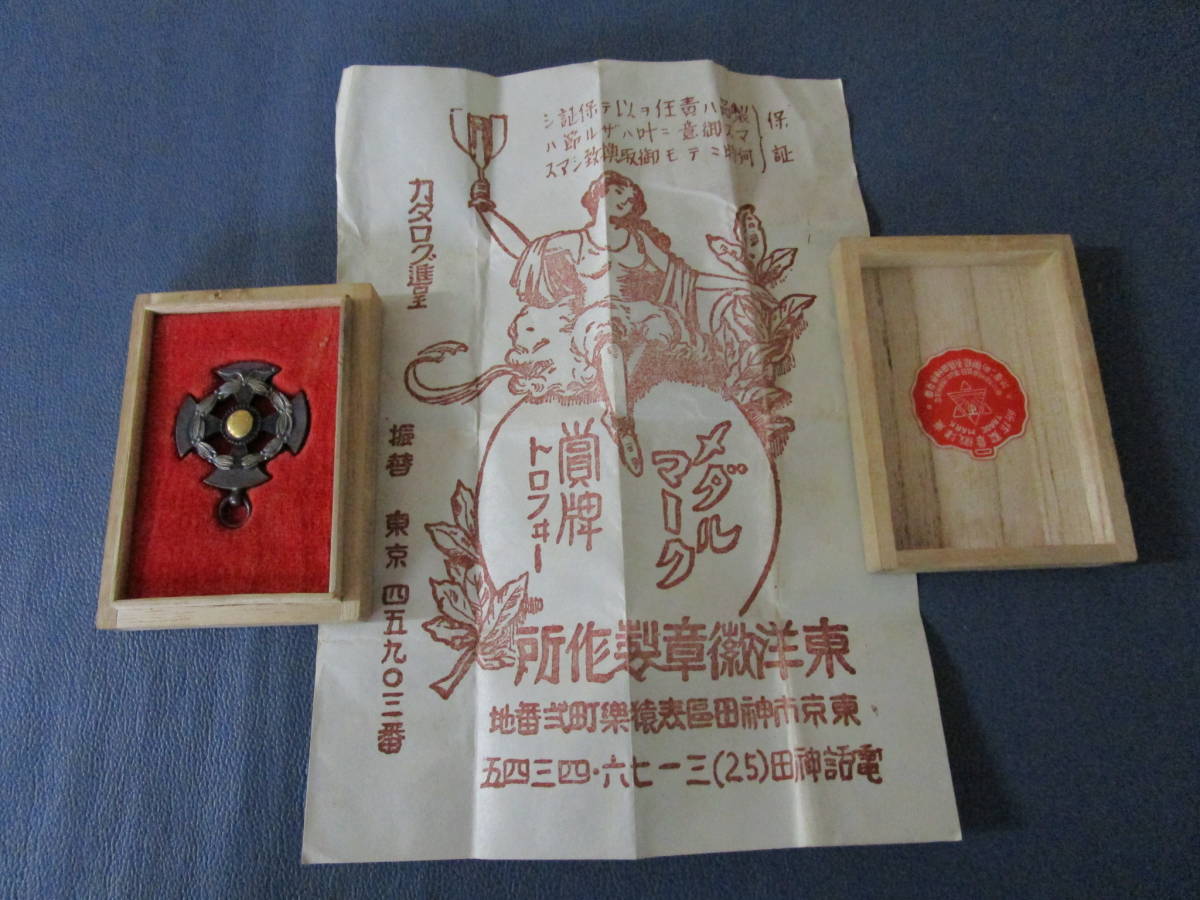 保証
製品ハ責任ヲ以テ保証シ
マス御意ニ叶ハザル節ハ
何時ニテモ御取換致シマス
カタログ進呈
メダル
マーク
賞牌
トロフヰー
東洋徽章製作所
東京市神田區表猿樂町弐番地
電話神田(25)三一七六・四三四五
振替 東京 四五九〇三番
TRADE MARK